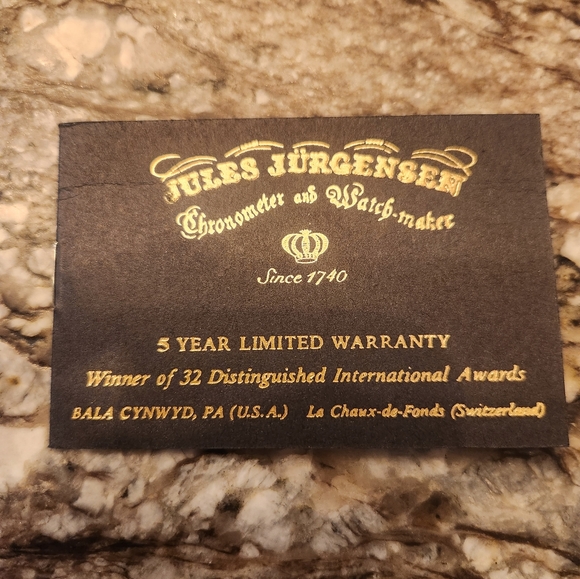 JULES JÜRGENSEN
Chronometer and Watch-maker
Since 1740
5 YEAR LIMITED WARRANTY
Winner of 32 Distinguished International Awards
BALA CYNWYD, PA (U.S.A.) La Chaux-de-Fonds (Switzerland)